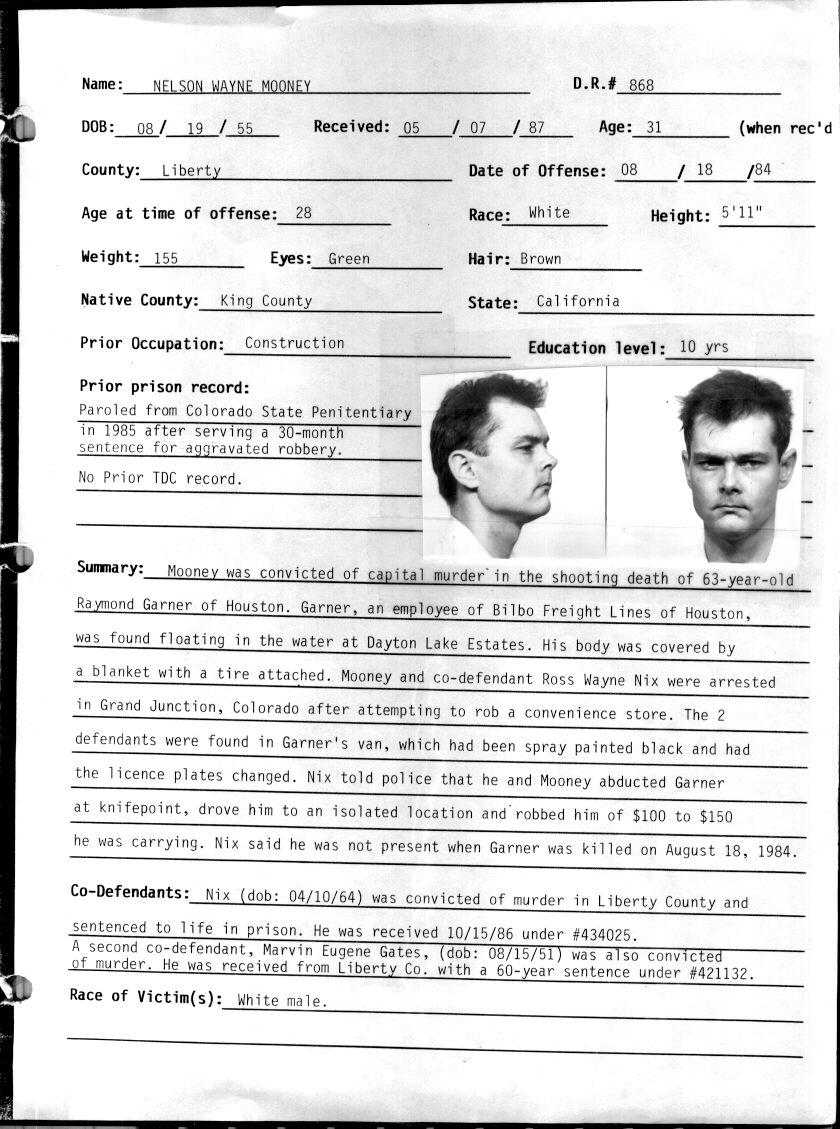 Name: NELSON WAYNE MOONEY D.R.# 868
DOB: 08 / 19 / 55 Received: 05 / 07 / 87 Age: 31 (when rec'd
County: Liberty Date of Offense: 08 / 18 /84
Age at time of offense: 28 Race: White Height: 5'11"
Weight: 155 Eyes: Green Hair: Brown
Native County: King County State: California
Prior Occupation: Construction Education level: 10 yrs
Prior prison record:
Paroled from Colorado State Penitentiary
in 1985 after serving a 30-month
sentence for aggravated robbery.
No Prior TDC record.
Summary: Mooney was convicted of capital murder in the shooting death of 63-year-old
Raymond Garner of Houston. Garner, an employee of Bilbo Freight Lines of Houston,
was found floating in the water at Dayton Lake Estates. His body was covered by
a blanket with a tire attached. Mooney and co-defendant Ross Wayne Nix were arrested
in Grand Junction, Colorado after attempting to rob a convenience store. The 2
defendants were found in Garner's van, which had been spray painted black and had
the licence plates changed. Nix told police that he and Mooney abducted Garner
at knifepoint, drove him to an isolated location and robbed him of $100 to $150
he was carrying. Nix said he was not present when Garner was killed on August 18, 1984.
Co-Defendants: Nix (dob: 04/10/64) was convicted of murder in Liberty County and
sentenced to life in prison. He was received 10/15/86 under #434025.
A second co-defendant, Marvin Eugene Gates, (dob: 08/15/51) was also convicted
of murder. He was received from Liberty Co. with a 60-year sentence under #421132.
Race of Victim(s): White male.